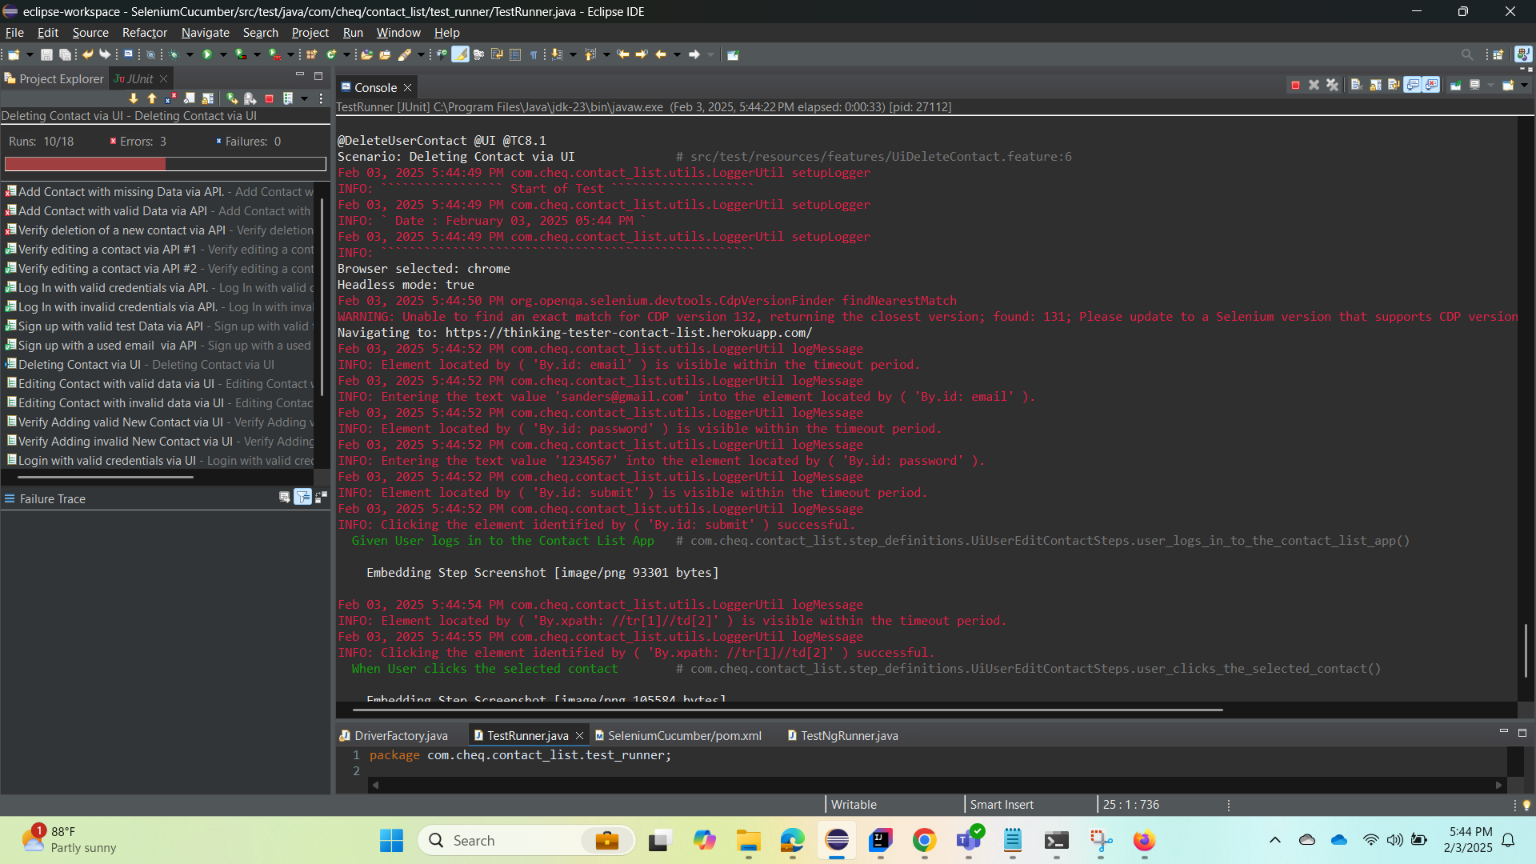 eclipse-workspace - SeleniumCucumber/src/test/java/com/cheq/contact_list/test_runner/TestRunner.java - Eclipse IDE
File Edit Source Refactor Navigate Search Project Run Window Help
Project Explorer JUnit
Deleting Contact via UI - Deleting Contact via UI
Runs: 10/18 Errors: 3 Failures: 0
Add Contact with missing Data via API. - Add Contact w
Add Contact with valid Data via API - Add Contact with
Verify deletion of a new contact via API - Verify deletion
Verify editing a contact via API #1 - Verify editing a cont
Verify editing a contact via API #2 - Verify editing a cont
Log In with valid credentials via API. - Log In with valid c
Log In with invalid credentials via API. - Log In with inva
Sign up with valid test Data via API - Sign up with valid
Sign up with a used email via API - Sign up with a used
Deleting Contact via UI - Deleting Contact via UI
Editing Contact with valid data via UI - Editing Contact v
Editing Contact with invalid data via UI - Editing Contac
Verify Adding valid New Contact via UI - Verify Adding v
Verify Adding invalid New Contact via UI - Verify Adding
Login with valid credentials via UI - Login with valid cre
Failure Trace
Console
TestRunner [JUnit] C:\Program Files\Java\jdk-23\bin\javaw.exe (Feb 3, 2025, 5:44:22 PM elapsed: 0:00:33) [pid: 27112]
@DeleteUserContact @UI @TC8.1
Scenario: Deleting Contact via UI # src/test/resources/features/UiDeleteContact.feature:6
Feb 03, 2025 5:44:49 PM com.cheq.contact_list.utils.LoggerUtil setupLogger
INFO: ````````````````` Start of Test ````````````````````
Feb 03, 2025 5:44:49 PM com.cheq.contact_list.utils.LoggerUtil setupLogger
INFO: ` Date : February 03, 2025 05:44 PM `
Feb 03, 2025 5:44:49 PM com.cheq.contact_list.utils.LoggerUtil setupLogger
INFO: ````````````````````````````````````````````````````
Browser selected: chrome
Headless mode: true
Feb 03, 2025 5:44:50 PM org.openqa.selenium.devtools.CdpVersionFinder findNearestMatch
WARNING: Unable to find an exact match for CDP version 132, returning the closest version; found: 131; Please update to a Selenium version that supports CDP version
Navigating to: https://thinking-tester-contact-list.herokuapp.com/
Feb 03, 2025 5:44:52 PM com.cheq.contact_list.utils.LoggerUtil logMessage
INFO: Element located by ( 'By.id: email' ) is visible within the timeout period.
Feb 03, 2025 5:44:52 PM com.cheq.contact_list.utils.LoggerUtil logMessage
INFO: Entering the text value 'sanders@gmail.com' into the element located by ( 'By.id: email' ).
Feb 03, 2025 5:44:52 PM com.cheq.contact_list.utils.LoggerUtil logMessage
INFO: Element located by ( 'By.id: password' ) is visible within the timeout period.
Feb 03, 2025 5:44:52 PM com.cheq.contact_list.utils.LoggerUtil logMessage
INFO: Entering the text value '1234567' into the element located by ( 'By.id: password' ).
Feb 03, 2025 5:44:52 PM com.cheq.contact_list.utils.LoggerUtil logMessage
INFO: Element located by ( 'By.id: submit' ) is visible within the timeout period.
Feb 03, 2025 5:44:52 PM com.cheq.contact_list.utils.LoggerUtil logMessage
INFO: Clicking the element identified by ( 'By.id: submit' ) successful.
Given User logs in to the Contact List App # com.cheq.contact_list.step_definitions.UiUserEditContactSteps.user_logs_in_to_the_contact_list_app()
Embedding Step Screenshot [image/png 93301 bytes]
Feb 03, 2025 5:44:54 PM com.cheq.contact_list.utils.LoggerUtil logMessage
INFO: Element located by ( 'By.xpath: //tr[1]//td[2]' ) is visible within the timeout period.
Feb 03, 2025 5:44:55 PM com.cheq.contact_list.utils.LoggerUtil logMessage
INFO: Clicking the element identified by ( 'By.xpath: //tr[1]//td[2]' ) successful.
When User clicks the selected contact # com.cheq.contact_list.step_definitions.UiUserEditContactSteps.user_clicks_the_selected_contact()
Embedding Step Screenshot [image/png 105584 bytes]
DriverFactory.java TestRunner.java SeleniumCucumber/pom.xml TestNgRunner.java
1 package com.cheq.contact_list.test_runner;
2
Writable Smart Insert 25 : 1 : 736
1 88°F
Partly sunny
Search
5:44 PM
2/3/2025